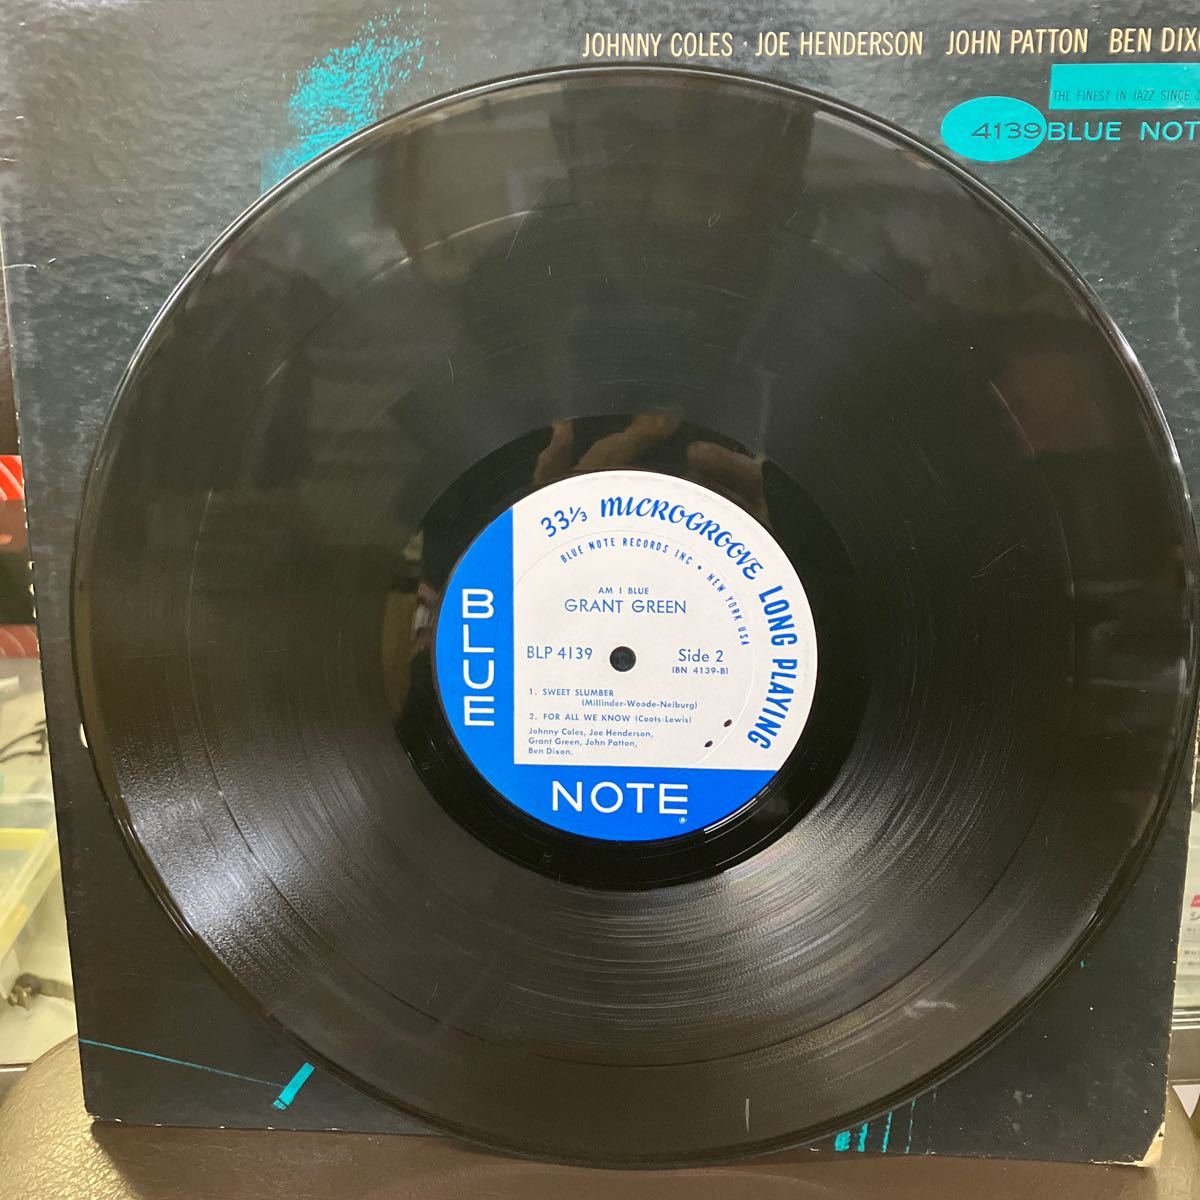 JOHNNY COLES · JOE HENDERSON JOHN PATTON BEN
THE FINEST IN JAZZ SINCE
4139 BLUE
33⅓ MICROGROOVE LONG PLAYING
BLUE NOTE RECORDS INC • NEW YORK USA
AM I BLUE
GRANT GREEN
BLP 4139 Side 2
(BN 4139-B)
1. SWEET SLUMBER
(Millinder-Woode-Neiburg)
2. FOR ALL WE KNOW (Coots-Lewis)
Johnny Coles, Joe Henderson,
Grant Green, John Patton,
Ben Dixon.
BLUE
NOTE
®